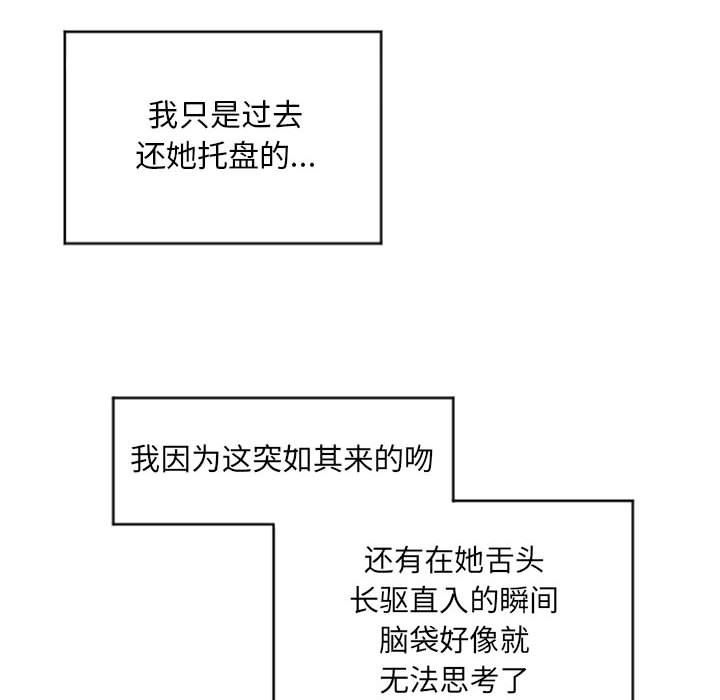 我只是过去
还她托盘的...
我因为这突如其来的吻
还有在她舌头
长驱直入的瞬间
脑袋好像就
无法思考了